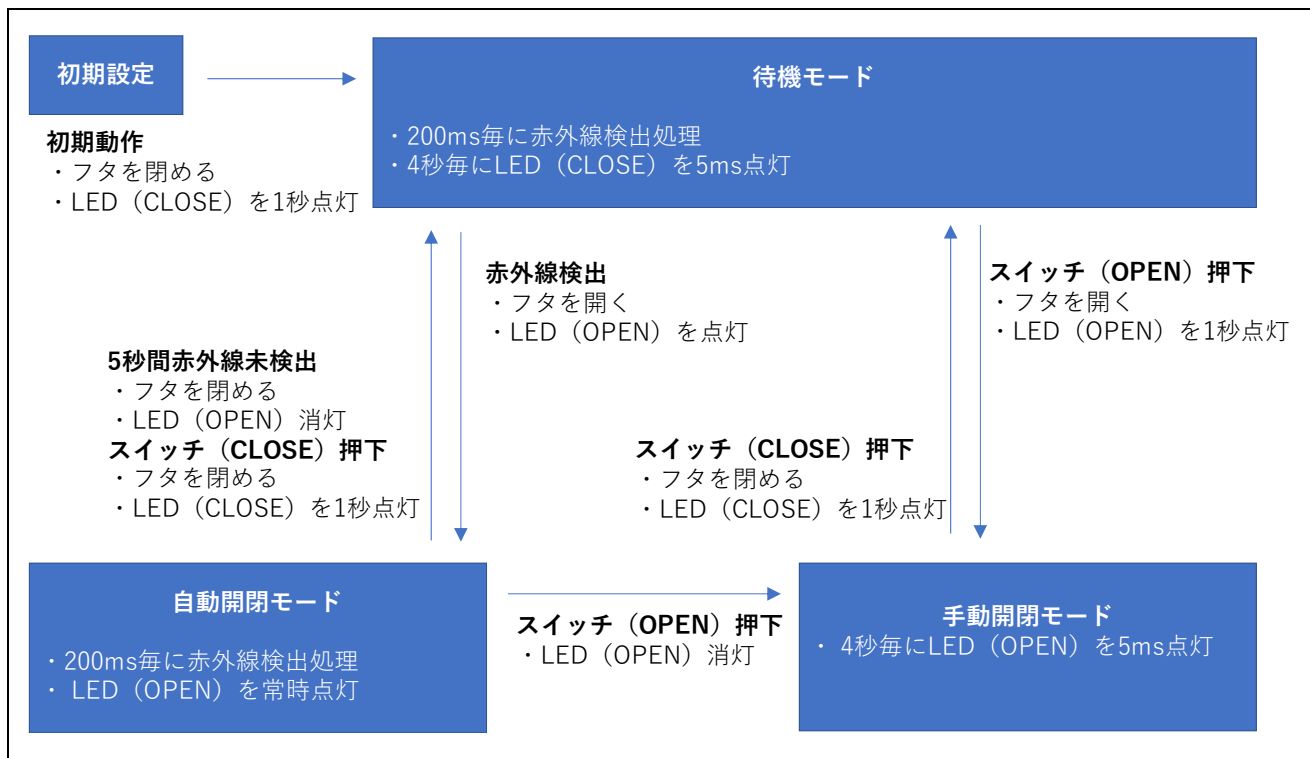 初期設定
初期動作
・フタを閉める
・LED（CLOSE）を1秒点灯
待機モード
・200ms毎に赤外線検出処理
・4秒毎にLED（CLOSE）を5ms点灯
赤外線検出
・フタを開く
・LED（OPEN）を点灯
スイッチ（OPEN）押下
・フタを開く
・LED（OPEN）を1秒点灯
5秒間赤外線未検出
・フタを閉める
・LED（OPEN）消灯
スイッチ（CLOSE）押下
・フタを閉める
・LED（CLOSE）を1秒点灯
スイッチ（CLOSE）押下
・フタを閉める
・LED（CLOSE）を1秒点灯
自動開閉モード
・200ms毎に赤外線検出処理
・ LED（OPEN）を常時点灯
スイッチ（OPEN）押下
・LED（OPEN）消灯
手動開閉モード
・ 4秒毎にLED（OPEN）を5ms点灯